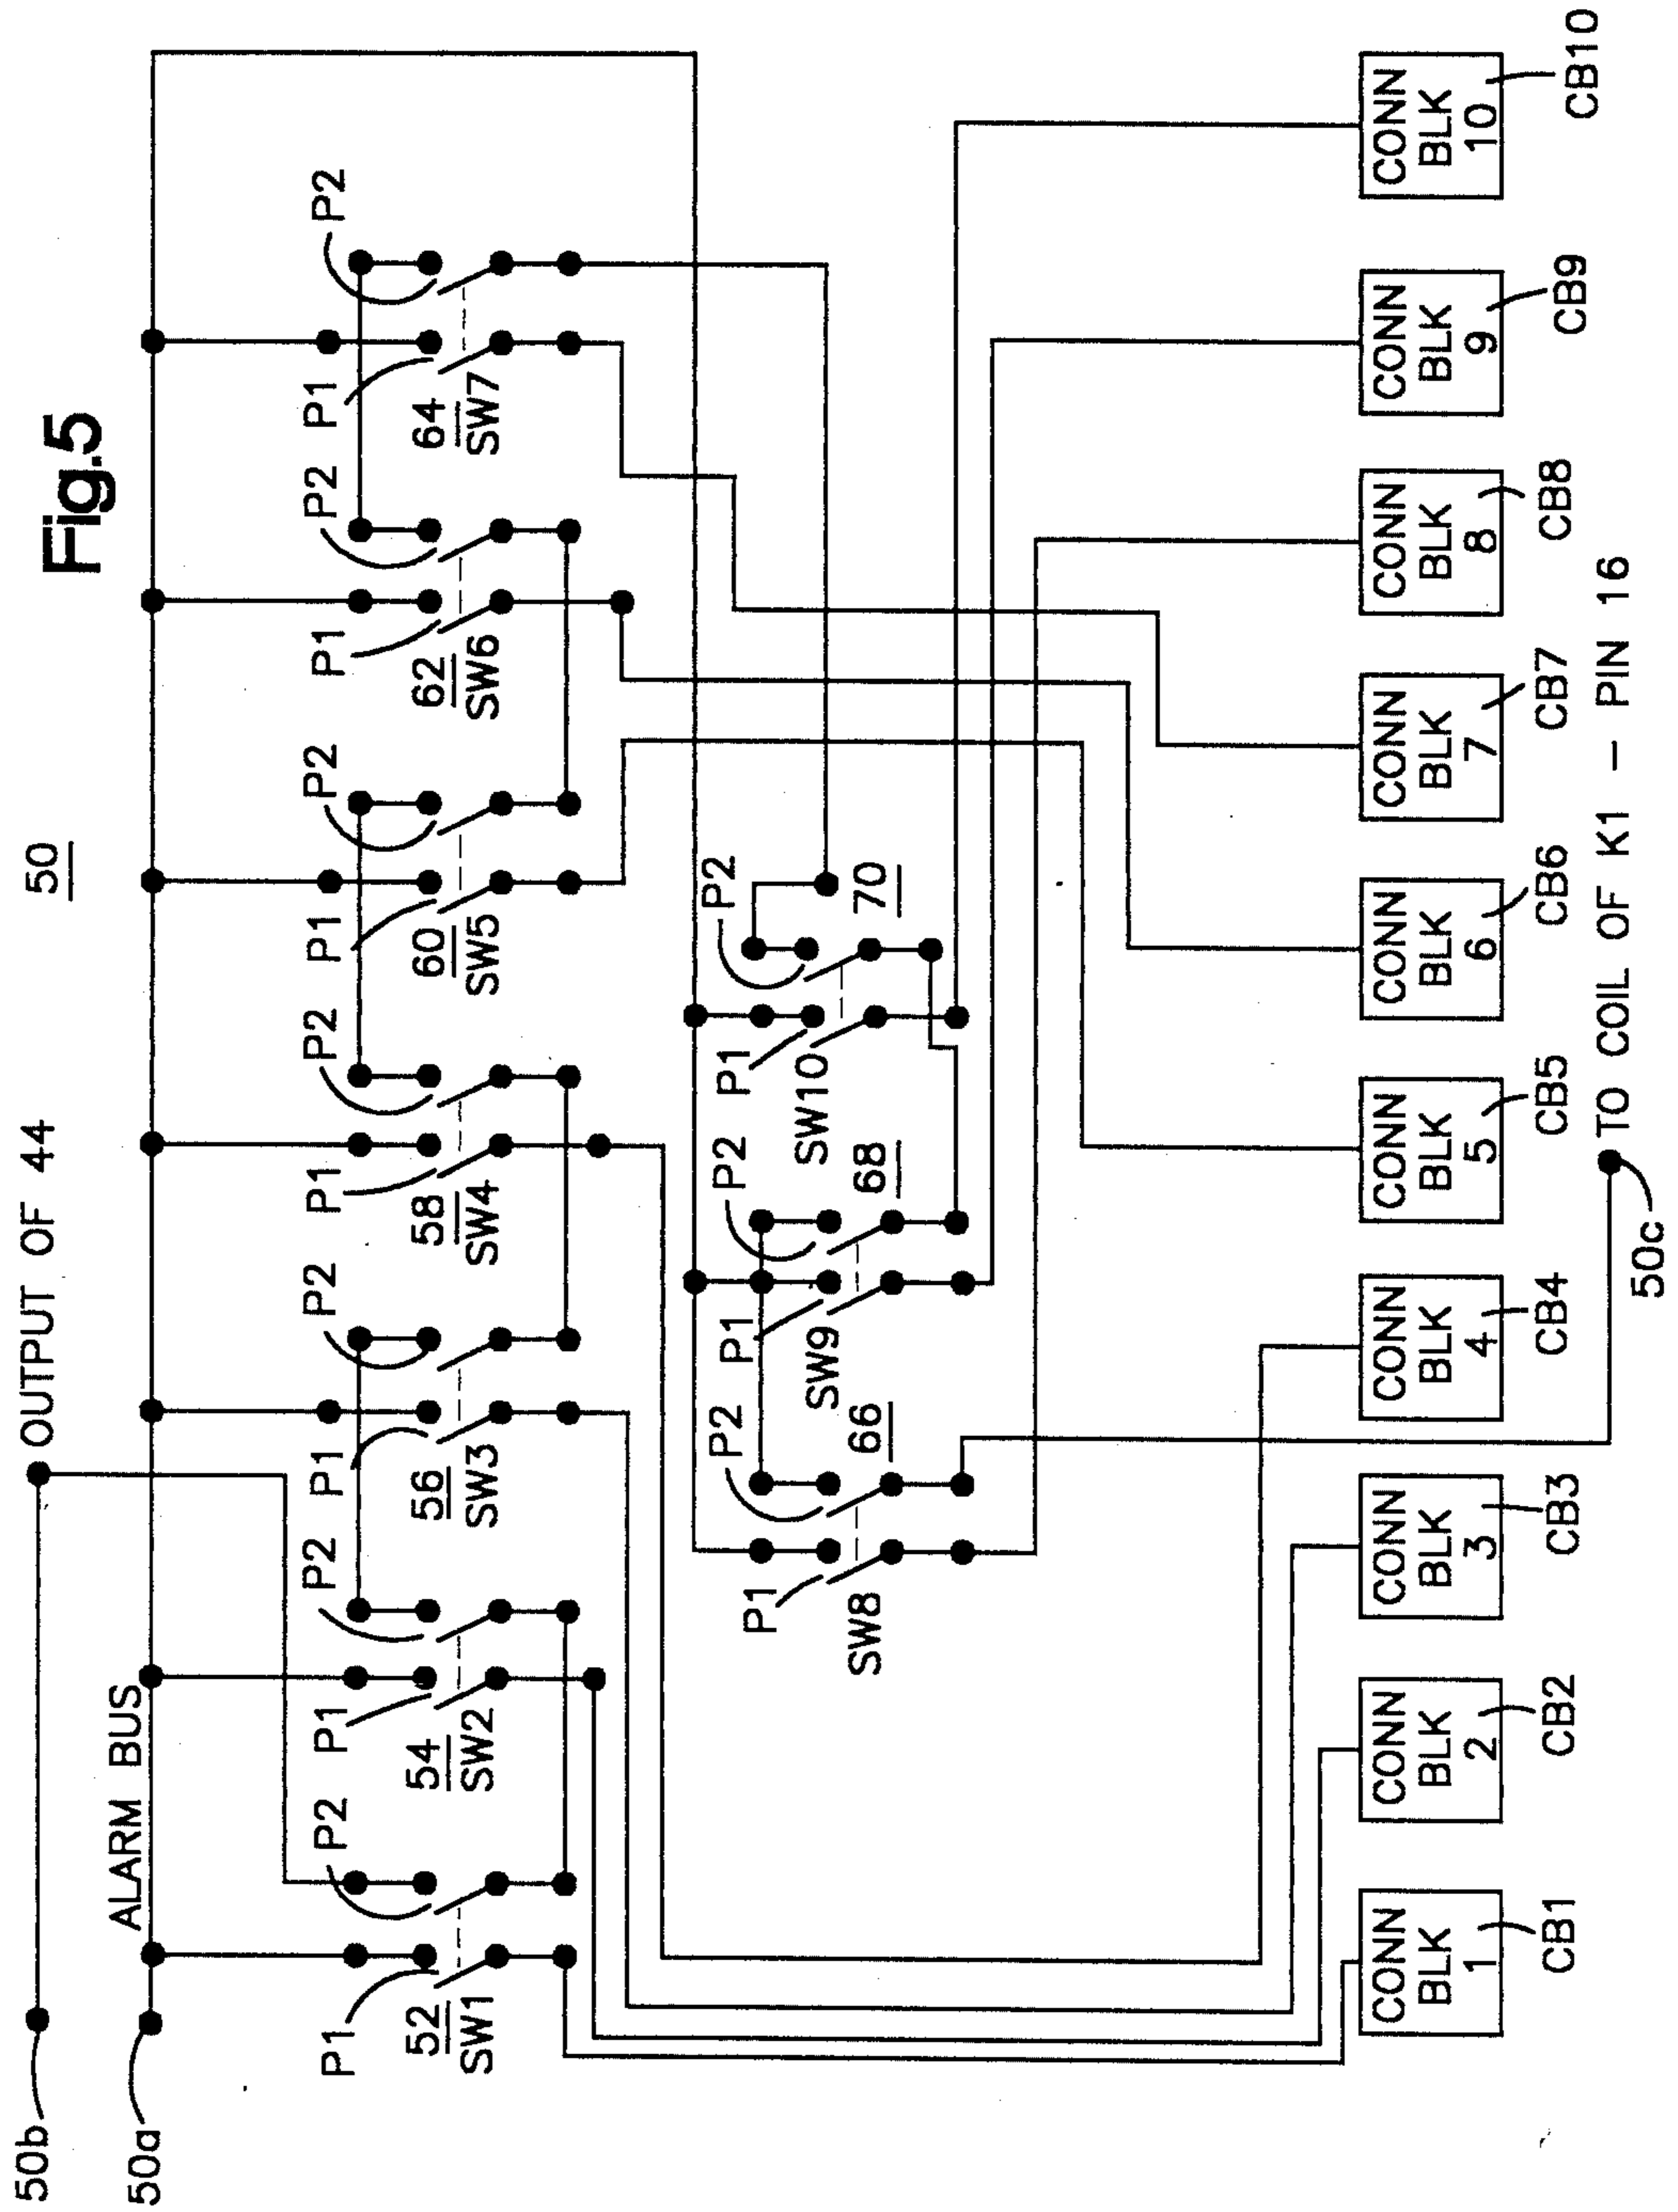 Fig.5
50
50b
OUTPUT OF 44
50a
ALARM BUS
P1
P2
P1
P2
P1
P2
P1
P2
P1
P2
P1
P2
P1
P2
52
SW1
54
SW2
56
SW3
58
SW4
60
SW5
62
SW6
64
SW7
P1
P2
66
SW8
P1
P2
68
SW9
P1
P2
70
SW10
CONN
BLK
1
CONN
BLK
2
CONN
BLK
3
CONN
BLK
4
CONN
BLK
5
CONN
BLK
6
CONN
BLK
7
CONN
BLK
8
CONN
BLK
9
CONN
BLK
10
CB1
CB2
CB3
CB4
CB5
CB6
CB7
CB8
CB9
CB10
50c
TO COIL OF K1 - PIN 16